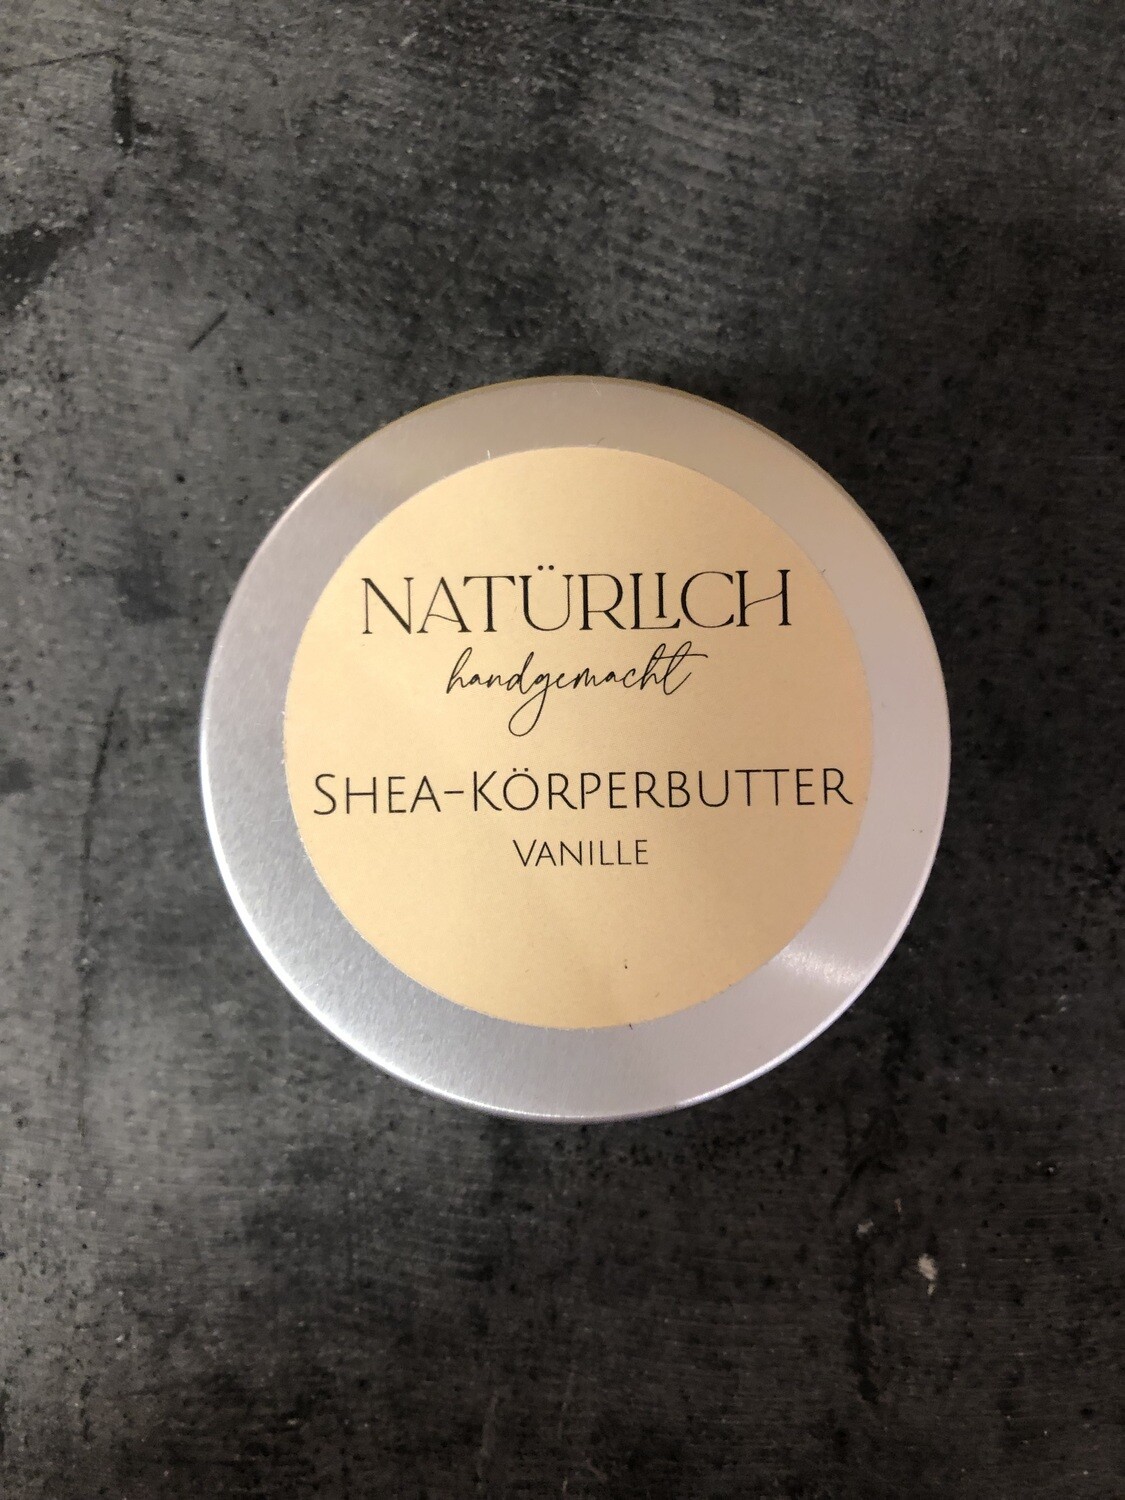 NATÜRLICH
handgemacht
SHEA-KÖRPERBUTTER
VANILLE